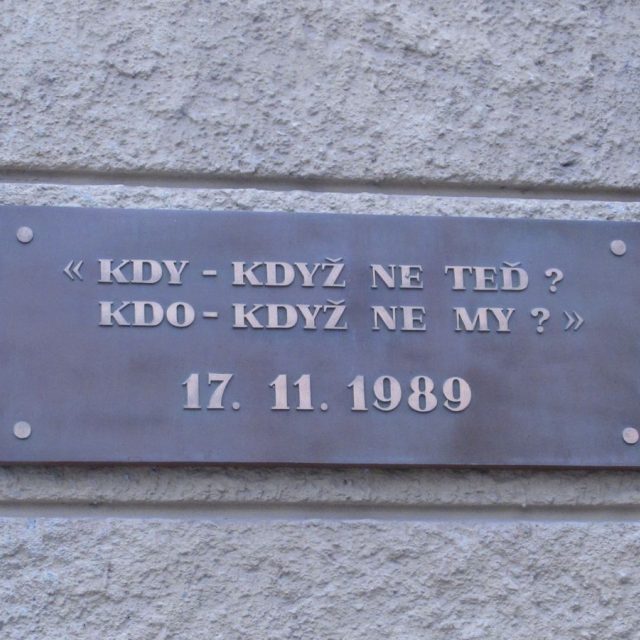 « KDY - KDYŽ NE TEĎ ?
KDO - KDYŽ NE MY ? »
17. 11. 1989